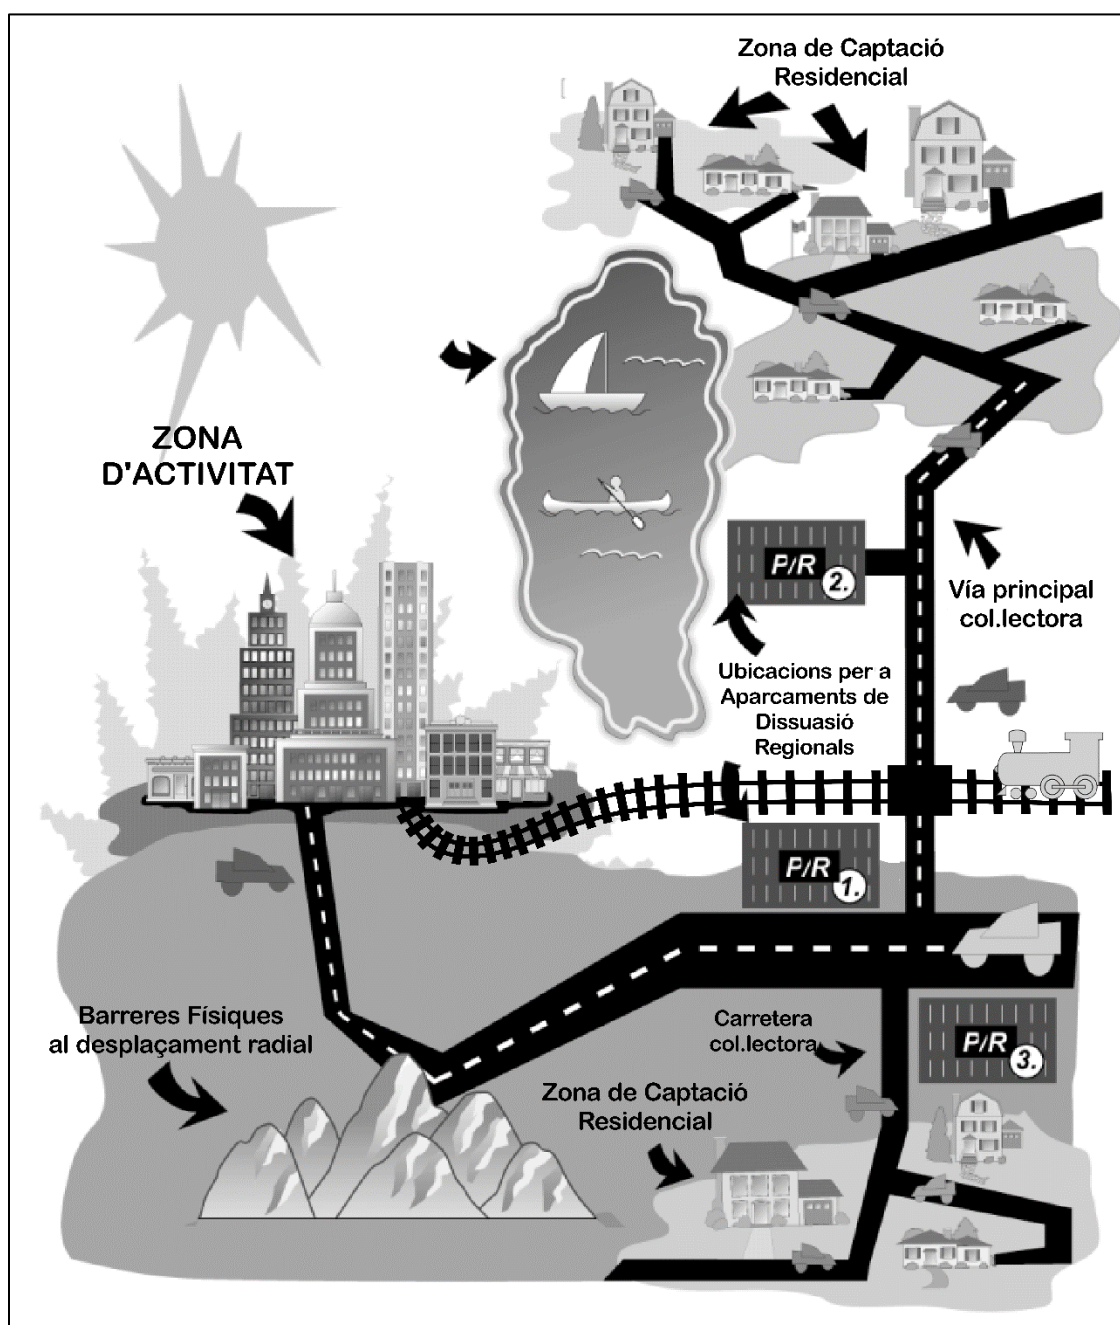 Zona de Captació
Residencial
ZONA
D'ACTIVITAT
P/R 2.
Vía principal
col.lectora
Ubicacions per a
Aparcaments de
Dissuasió
Regionals
P/R 1.
Barreres Físiques
al desplaçament radial
Carretera
col.lectora
P/R 3.
Zona de Captació
Residencial